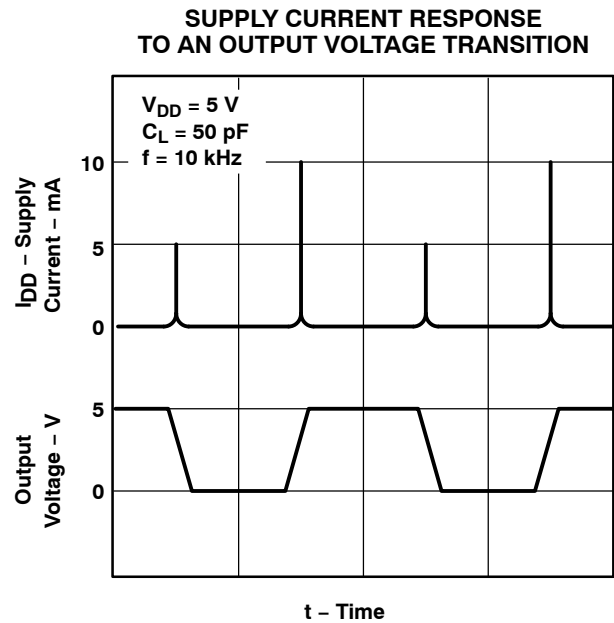 SUPPLY CURRENT RESPONSE
TO AN OUTPUT VOLTAGE TRANSITION
VDD = 5 V
CL = 50 pF
f = 10 kHz
IDD – Supply
Current – mA
10
5
0
Output
Voltage – V
5
0
t – Time